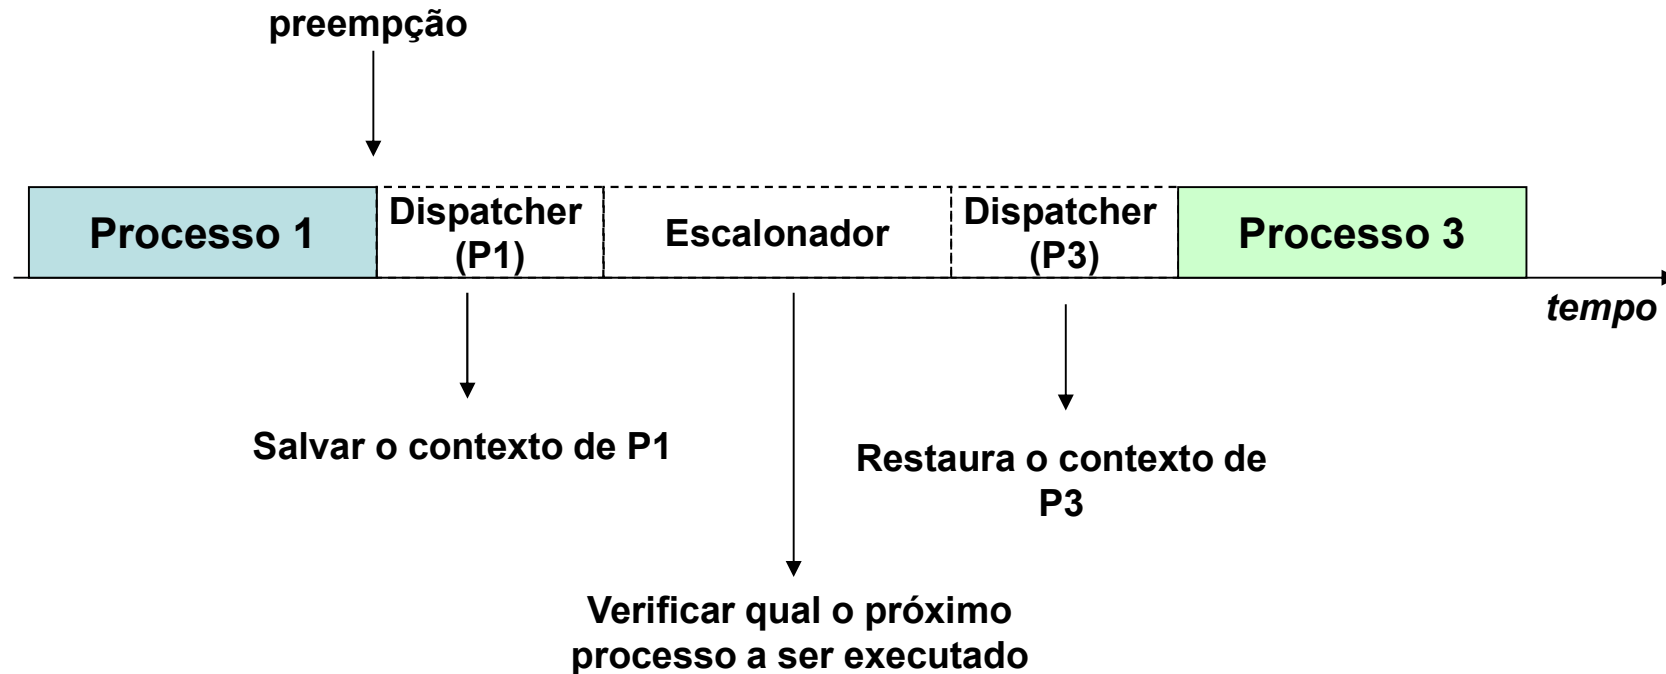 preempção
Processo 1
Dispatcher
(P1)
Escalonador
Dispatcher
(P3)
Processo 3
tempo
Salvar o contexto de P1
Restaura o contexto de
P3
Verificar qual o próximo
processo a ser executado